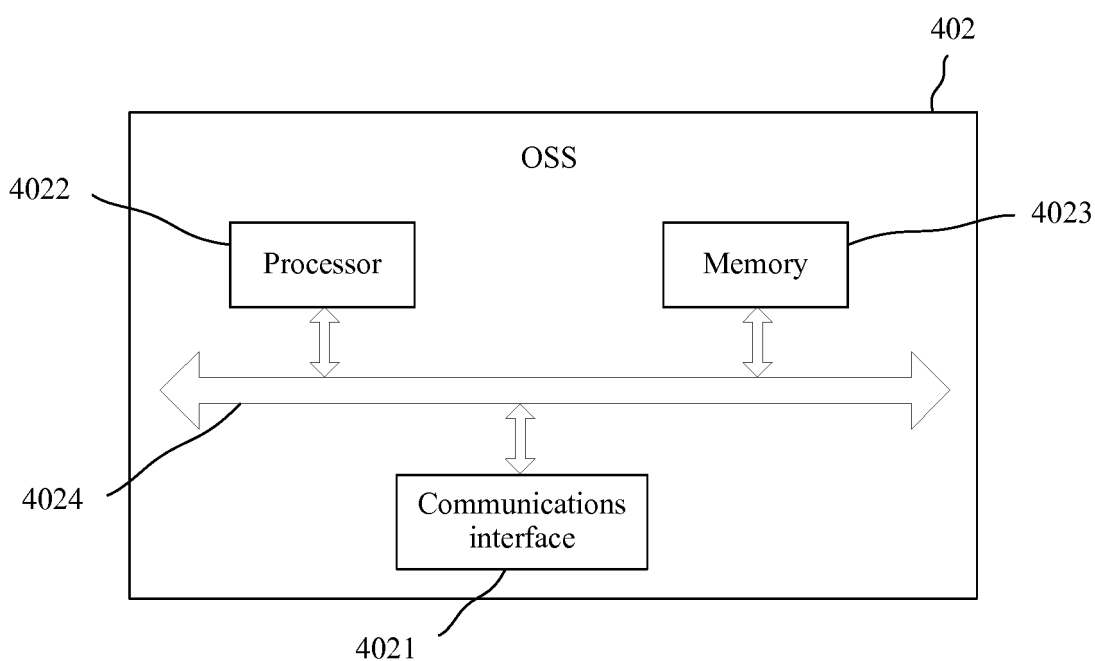 402
OSS
4022
4023
Processor
Memory
4024
Communications
interface
4021